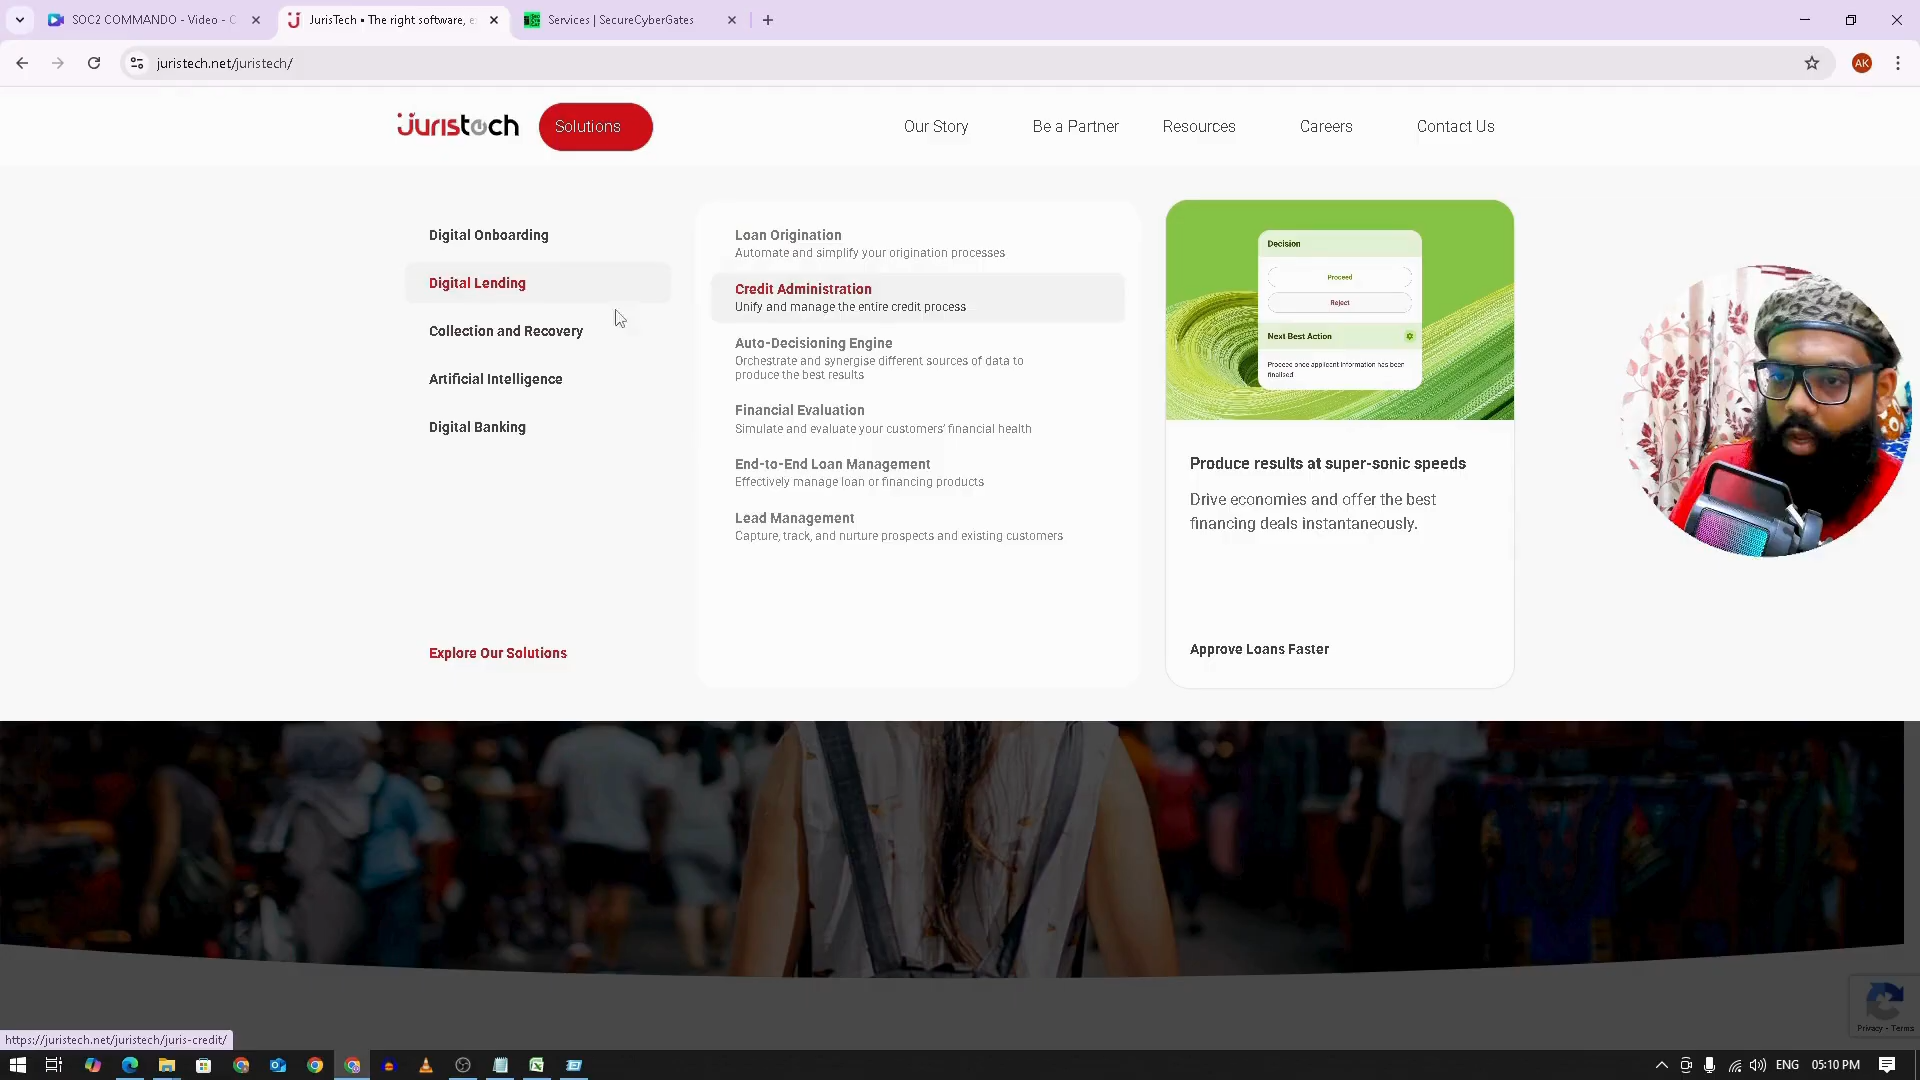 SOC2 COMMANDO - Video - C
JurisTech • The right software, e
Services | SecureCyberGates
juristech.net/juristech/
AK
juristech
Solutions
Our Story
Be a Partner
Resources
Careers
Contact Us
Digital Onboarding
Digital Lending
Collection and Recovery
Artificial Intelligence
Digital Banking
Explore Our Solutions
Loan Origination
Automate and simplify your origination processes
Credit Administration
Unify and manage the entire credit process
Auto-Decisioning Engine
Orchestrate and synergise different sources of data to
produce the best results
Financial Evaluation
Simulate and evaluate your customers' financial health
End-to-End Loan Management
Effectively manage loan or financing products
Lead Management
Capture, track, and nurture prospects and existing customers
Decision
Proceed
Reject
Next Best Action
Proceed once applicant information has been
finalised
Produce results at super-sonic speeds
Drive economies and offer the best
financing deals instantaneously.
Approve Loans Faster
Privacy - Terms
https://juristech.net/juristech/juris-credit/
ENG
05:10 PM